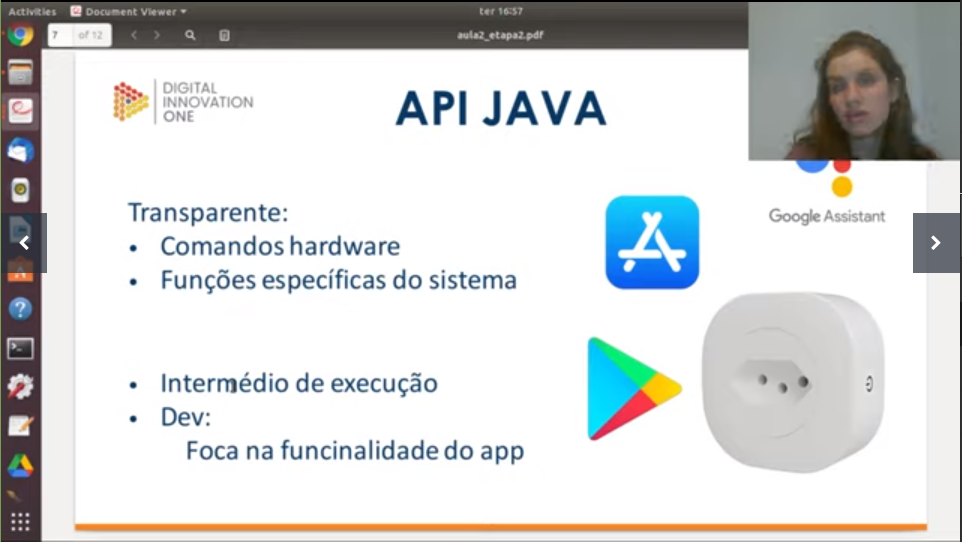 Activities Document Viewer ter 16:57
7 of 12 aula2_etapa2.pdf
DIGITAL
INNOVATION
ONE
API JAVA
Google Assistant
Transparente:
• Comandos hardware
• Funções específicas do sistema
• Intermédio de execução
• Dev:
Foca na funcinalidade do app